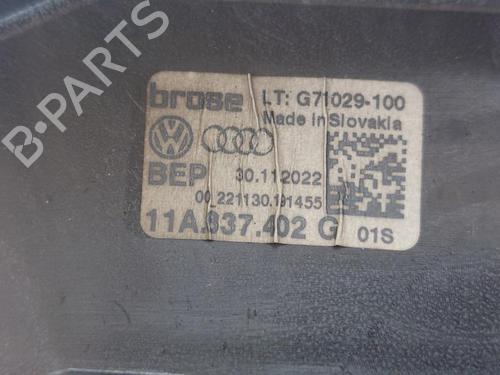 B-PARTS
brose LT: G71029-100
Made in Slovakia
BEP 30.112022
00_221130.191455
11A.837.402 G 01S